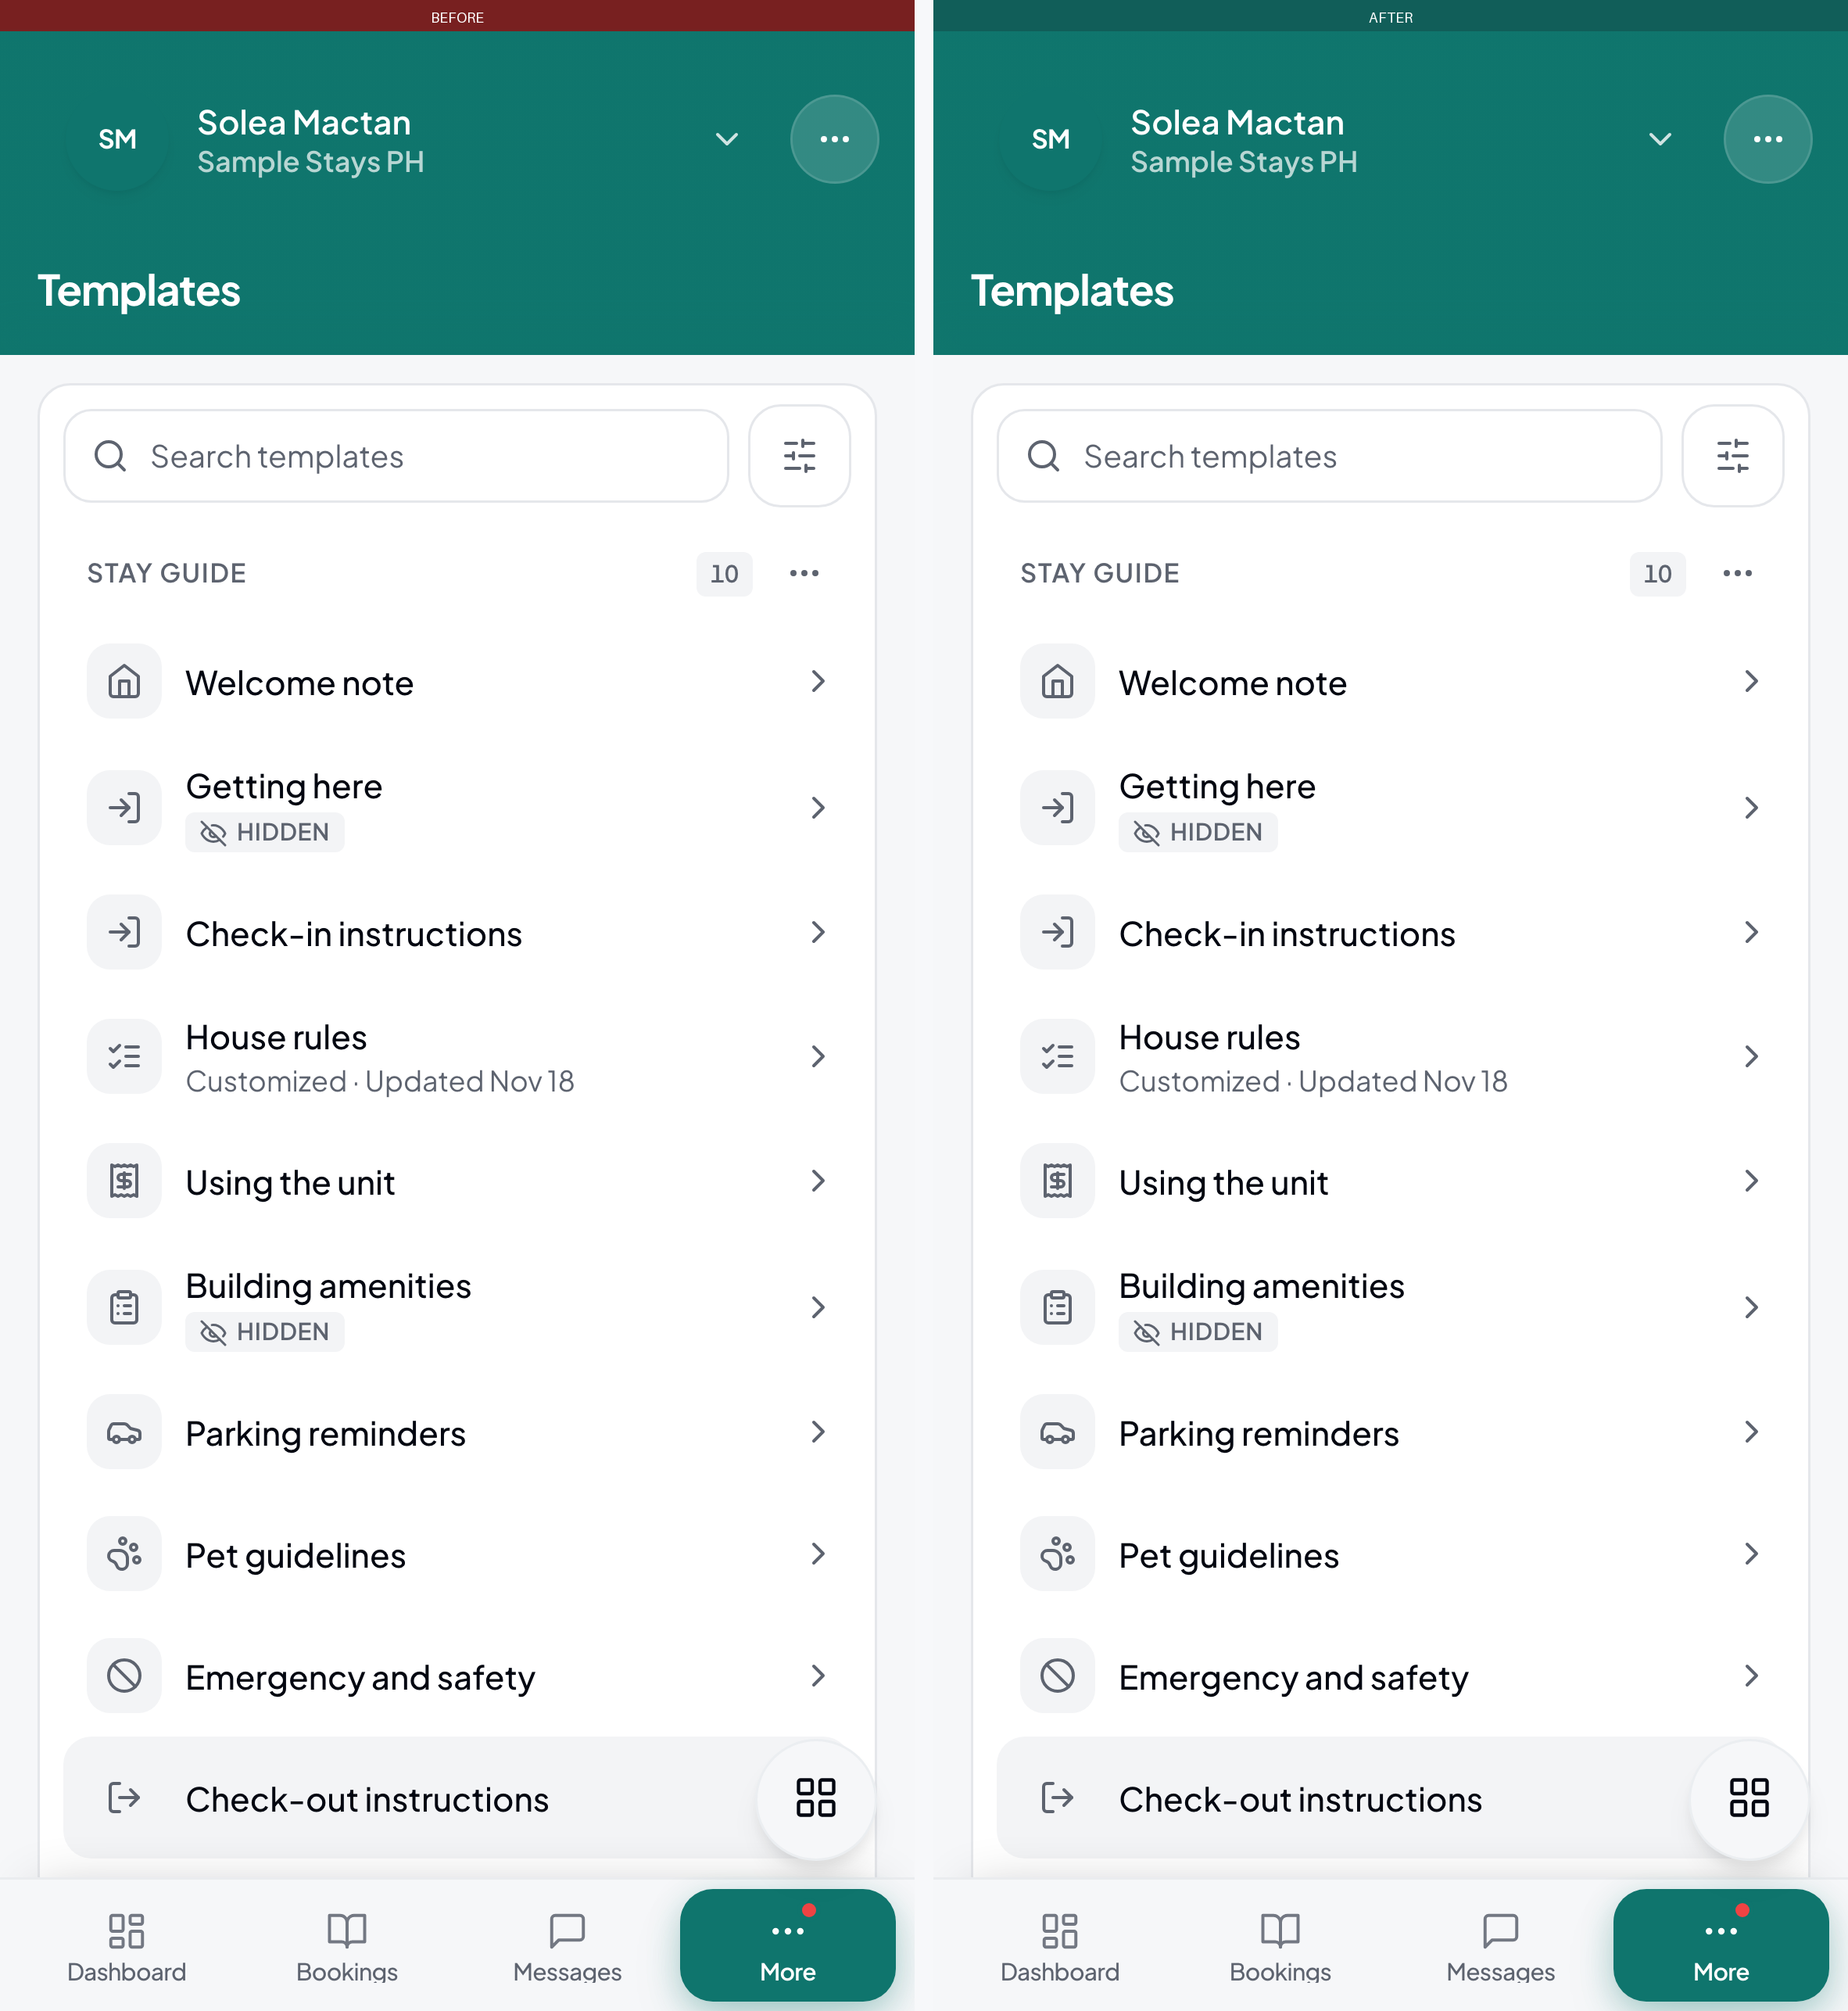 BEFORE
SM
Solea Mactan
Sample Stays PH
Templates
Search templates
STAY GUIDE
10
Welcome note
Getting here
HIDDEN
Check-in instructions
House rules
Customized · Updated Nov 18
Using the unit
Building amenities
HIDDEN
Parking reminders
Pet guidelines
Emergency and safety
Check-out instructions
Dashboard
Bookings
Messages
More
AFTER
SM
Solea Mactan
Sample Stays PH
Templates
Search templates
STAY GUIDE
10
Welcome note
Getting here
HIDDEN
Check-in instructions
House rules
Customized · Updated Nov 18
Using the unit
Building amenities
HIDDEN
Parking reminders
Pet guidelines
Emergency and safety
Check-out instructions
Dashboard
Bookings
Messages
More